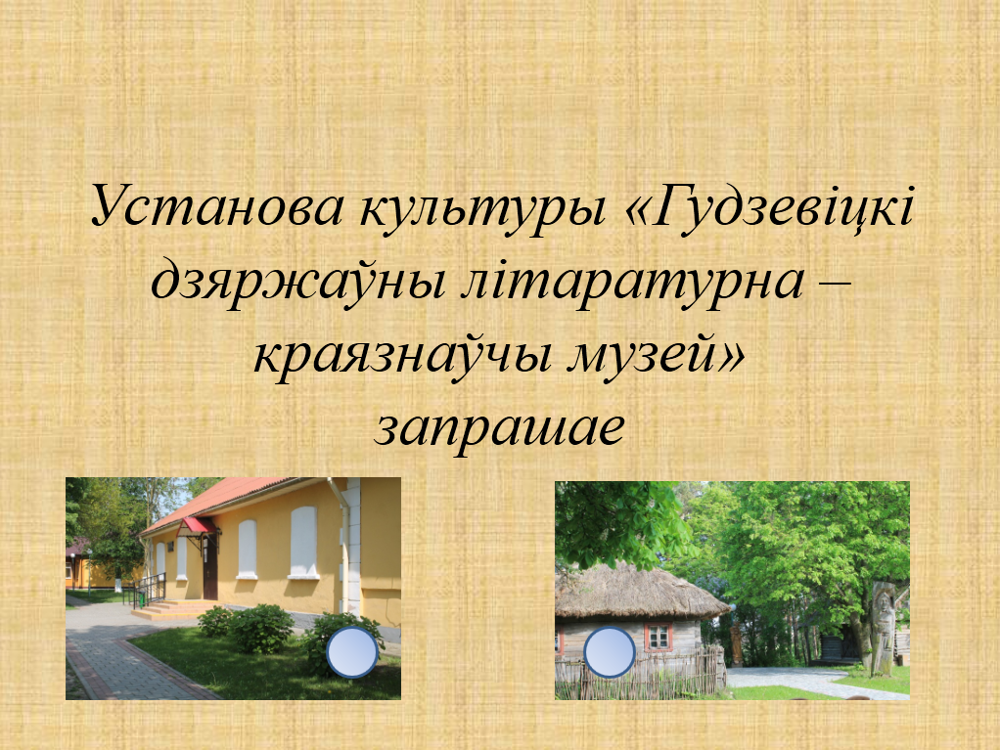 Установа культуры «Гудзевіцкі
дзяржаўны літаратурна –
краязнаўчы музей»
запрашае